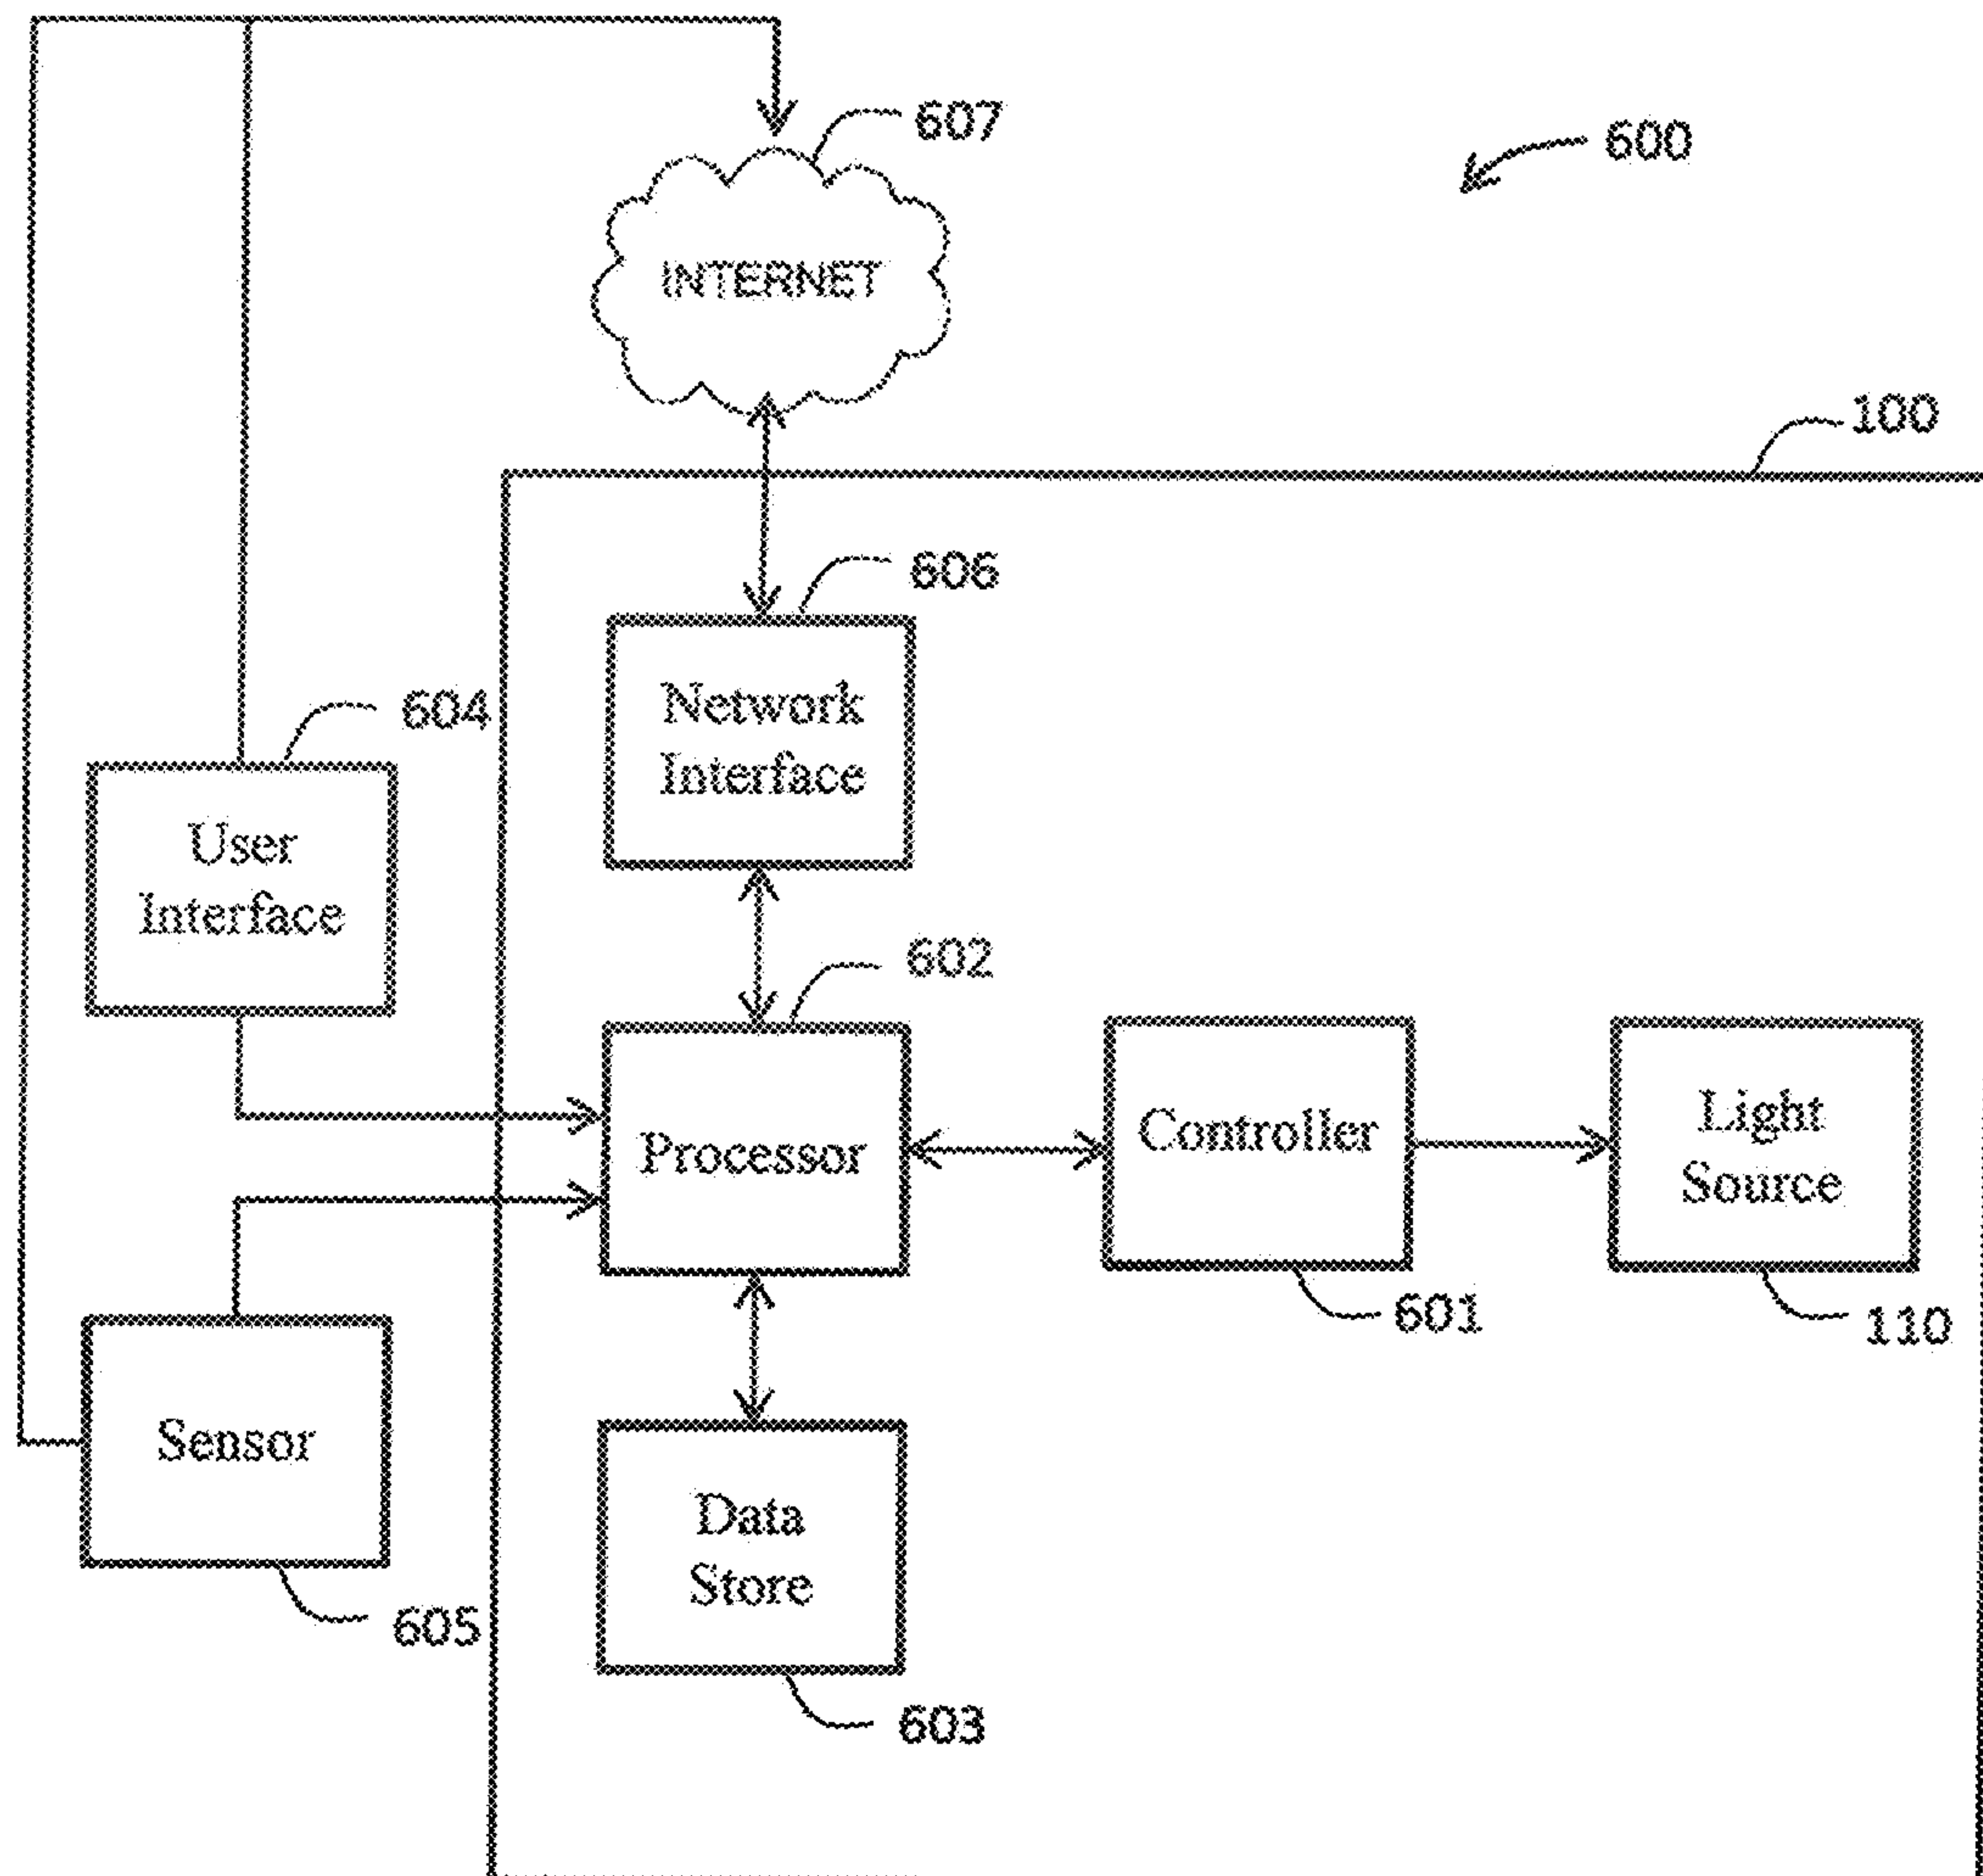 607
600
INTERNET
100
606
Network
Interface
604
User
Interface
602
Processor
Controller
Light
Source
601
110
Sensor
Data
Store
605
603